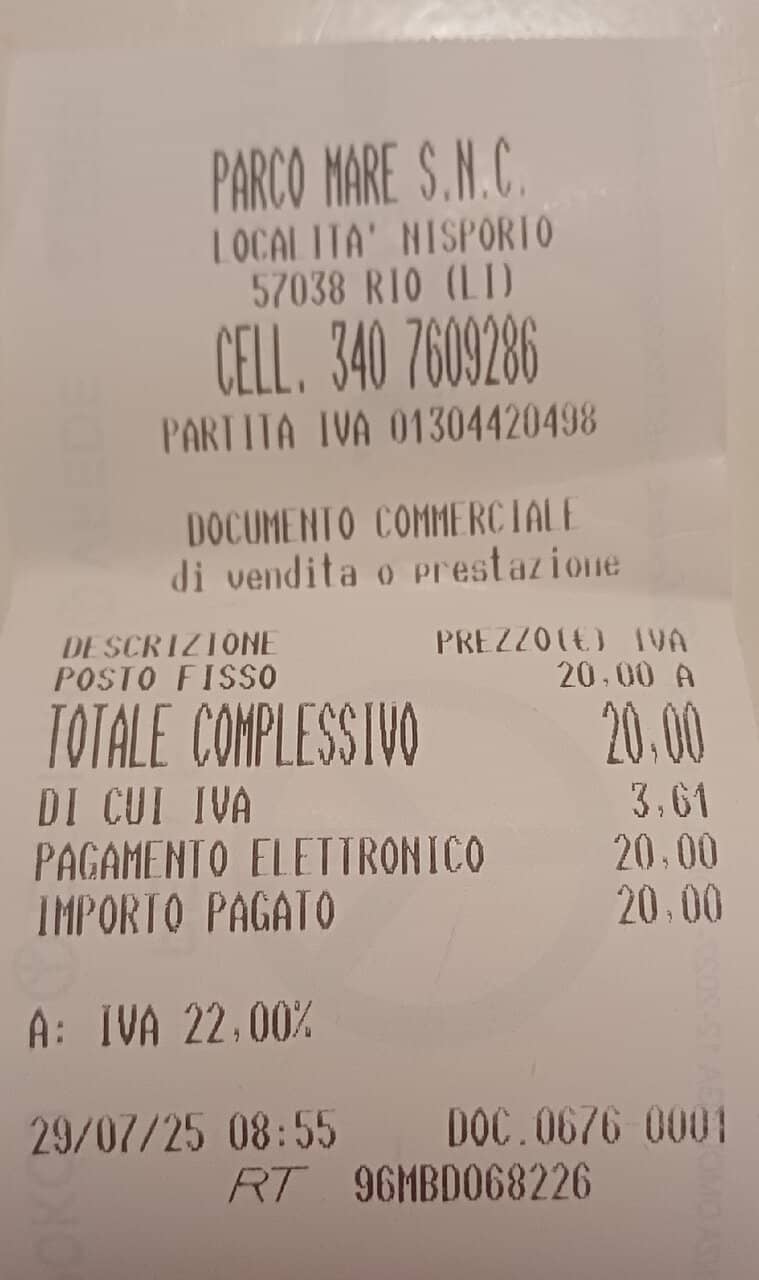 PARCO MARE S.N.C.
LOCALITA' NISPORTO
57038 RIO (LI)
CELL. 340 7609286
PARTITA IVA 01304420498
DOCUMENTO COMMERCIALE
di vendita o prestazione
DESCRIZIONE PREZZO(€) IVA
POSTO FISSO 20,00 A
TOTALE COMPLESSIVO 20,00
DI CUI IVA 3,61
PAGAMENTO ELETTRONICO 20,00
IMPORTO PAGATO 20,00
A: IVA 22,00%
29/07/25 08:55 DOC.0676-0001
RT 96MBD068226